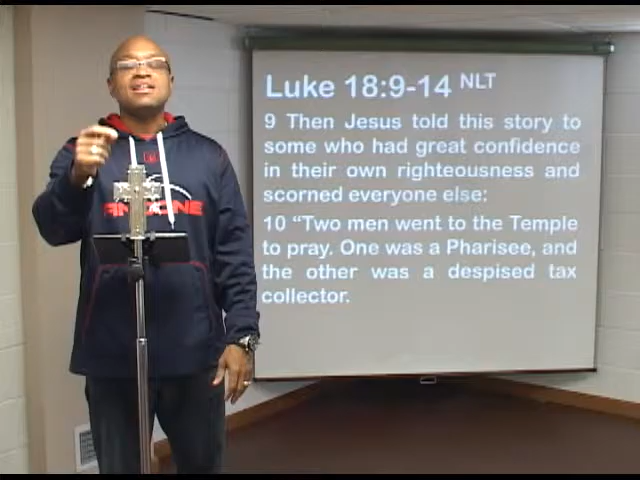 Luke 18:9-14 NLT
9 Then Jesus told this story to
some who had great confidence
in their own righteousness and
scorned everyone else:
10 “Two men went to the Temple
to pray. One was a Pharisee, and
the other was a despised tax
collector.